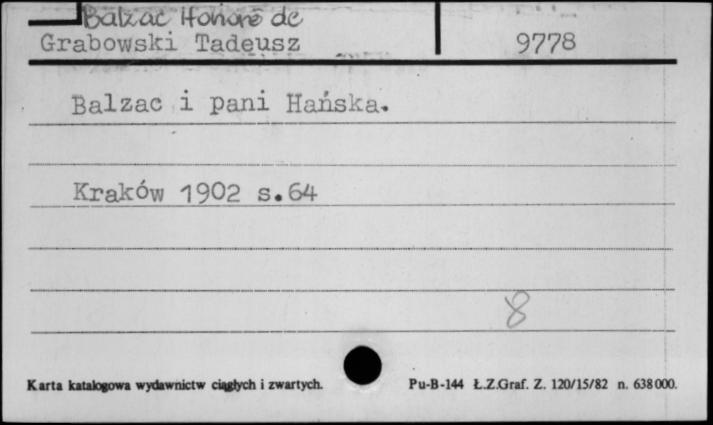 Balzac Honoré de
Grabowski Tadeusz 9778
Balzac i pani Hańska.
Kraków 1902 s.64
8
Karta katalogowa wydawnictw ciągłych i zwartych. Pu-B-144 Ł.Z.Graf. Z. 120/15/82 n. 638000.